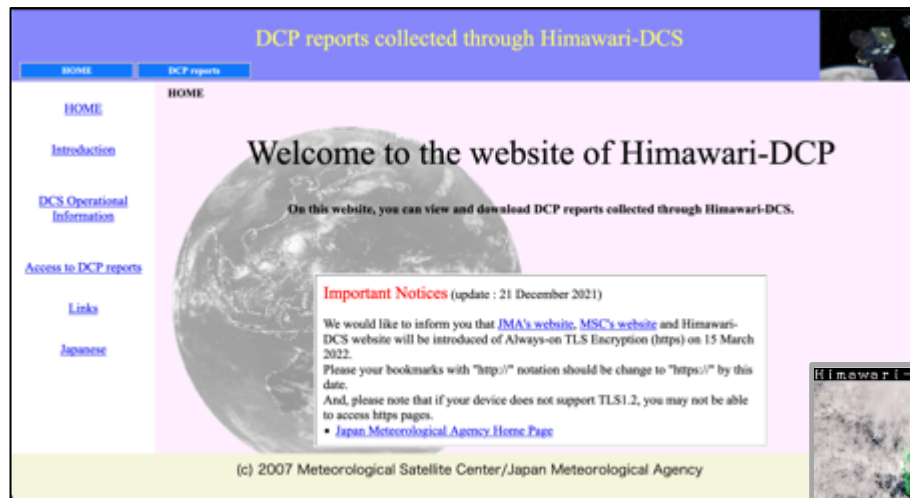 DCP reports collected through Himawari-DCS
HOME
DCP reports
HOME
HOME
Introduction
DCS Operational
Information
Access to DCP reports
Links
Japanese
Welcome to the website of Himawari-DCP
On this website, you can view and download DCP reports collected through Himawari-DCS.
Important Notices (update : 21 December 2021)
We would like to inform you that JMA's website, MSC's website and Himawari-
DCS website will be introduced of Always-on TLS Encryption (https) on 15 March
2022.
Please your bookmarks with "http://" notation should be change to "https://" by this
date.
And, please note that if your device does not support TLS1.2, you may not be able
to access https pages.
• Japan Meteorological Agency Home Page
Himawari-
(c) 2007 Meteorological Satellite Center/Japan Meteorological Agency